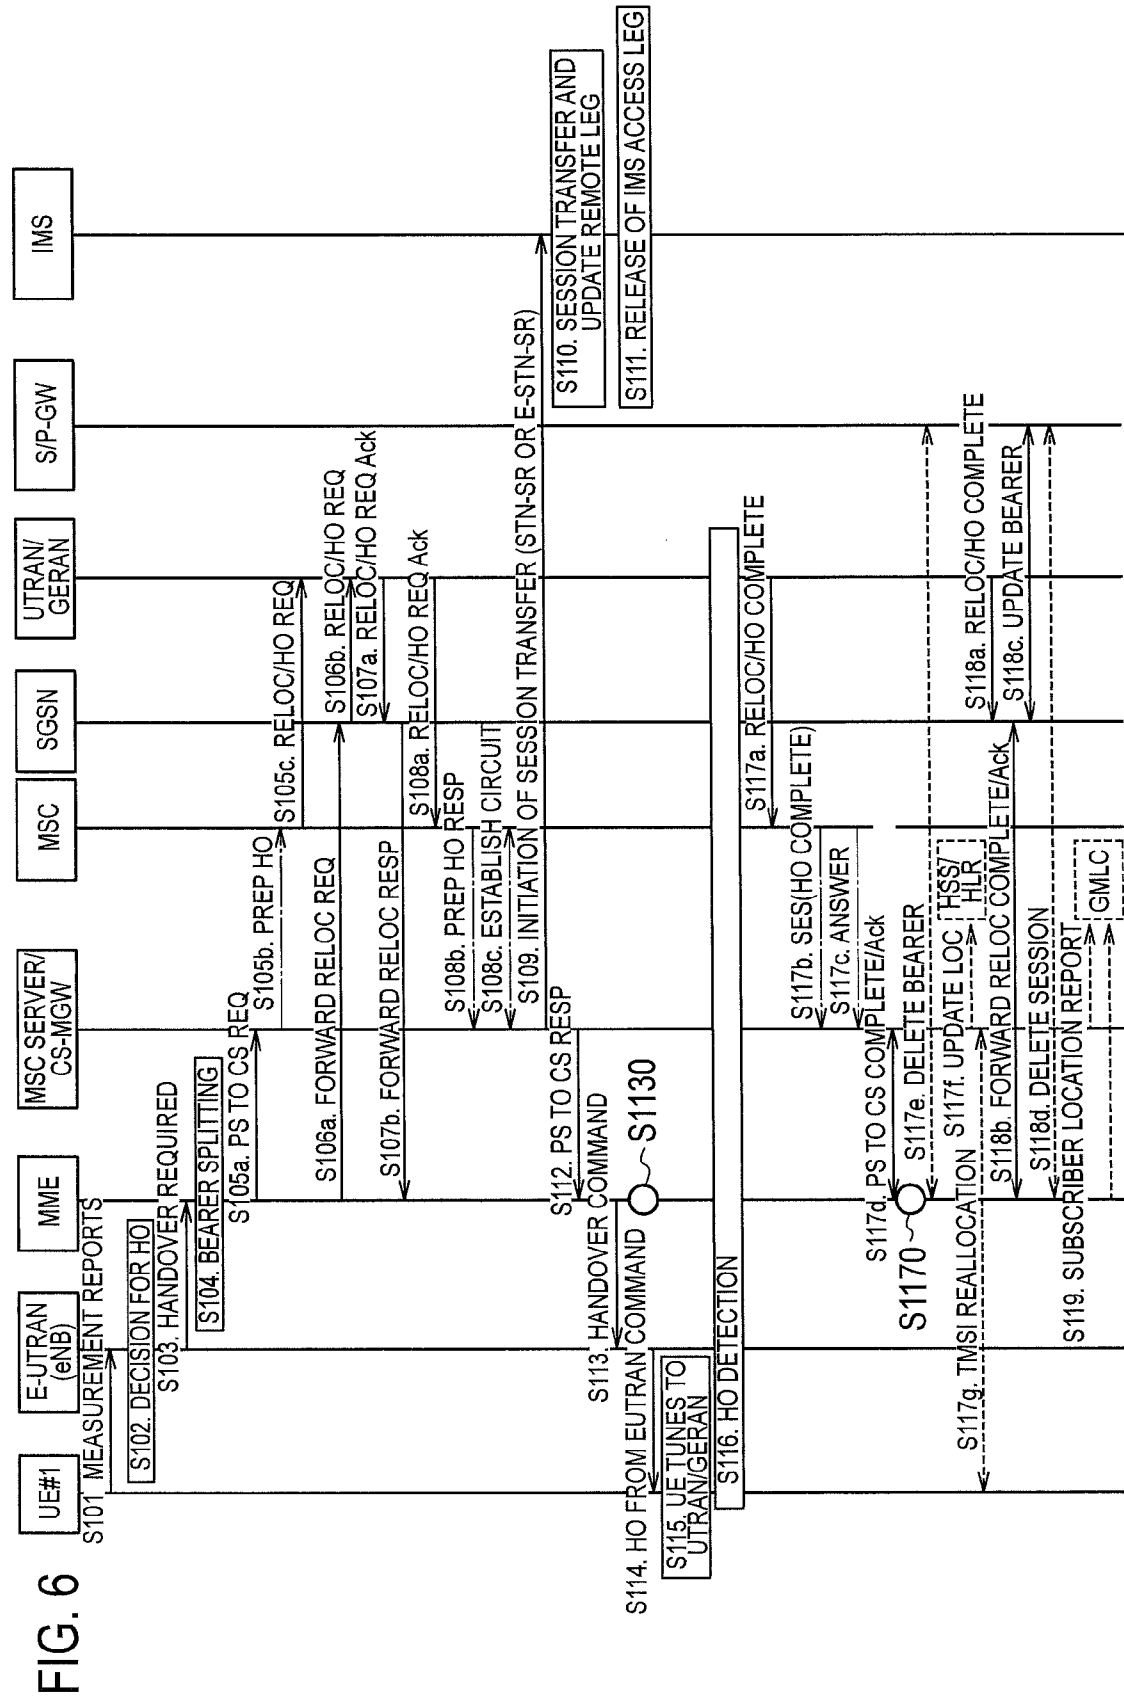 FIG. 6
UE#1
E-UTRAN
(eNB)
MME
MSC SERVER/
CS-MGW
MSC
SGSN
UTRAN/
GERAN
S/P-GW
IMS
S101. MEASUREMENT REPORTS
S102. DECISION FOR HO
S103. HANDOVER REQUIRED
S104. BEARER SPLITTING
S105a. PS TO CS REQ
S105b. PREP HO
S105c. RELOC/HO REQ
S106a. FORWARD RELOC REQ
S106b. RELOC/HO REQ
S107a. RELOC/HO REQ Ack
S107b. FORWARD RELOC RESP
S108a. RELOC/HO REQ Ack
S108b. PREP HO RESP
S108c. ESTABLISH CIRCUIT
S109. INITIATION OF SESSION TRANSFER (STN-SR OR E-STN-SR)
S110. SESSION TRANSFER AND
UPDATE REMOTE LEG
S111. RELEASE OF IMS ACCESS LEG
S112. PS TO CS RESP
S113. HANDOVER COMMAND
S1130
S114. HO FROM EUTRAN COMMAND
S115. UE TUNES TO
UTRAN/GERAN
S116. HO DETECTION
S117a. RELOC/HO COMPLETE
S117b. SES(HO COMPLETE)
S117c. ANSWER
S117d. PS TO CS COMPLETE/Ack
S1170
S117e. DELETE BEARER
S117f. UPDATE LOC
HSS/
HLR
S117g. TMSI REALLOCATION
S118a. RELOC/HO COMPLETE
S118b. FORWARD RELOC COMPLETE/Ack
S118c. UPDATE BEARER
S118d. DELETE SESSION
S119. SUBSCRIBER LOCATION REPORT
GMLC